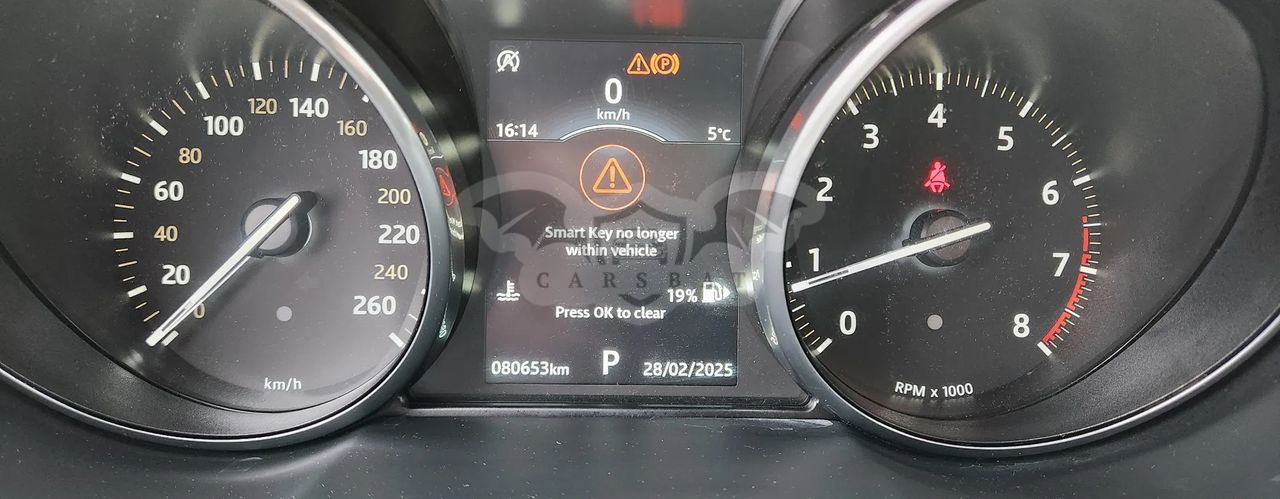 0
20
40
60
80
100
120
140
160
180
200
220
240
260
km/h
P
0
km/h
16:14
5°C
Smart Key no longer
within vehicle
CARSBAT
19%
Press OK to clear
080653km
P
28/02/2025
0
1
2
3
4
5
6
7
8
RPM x 1000